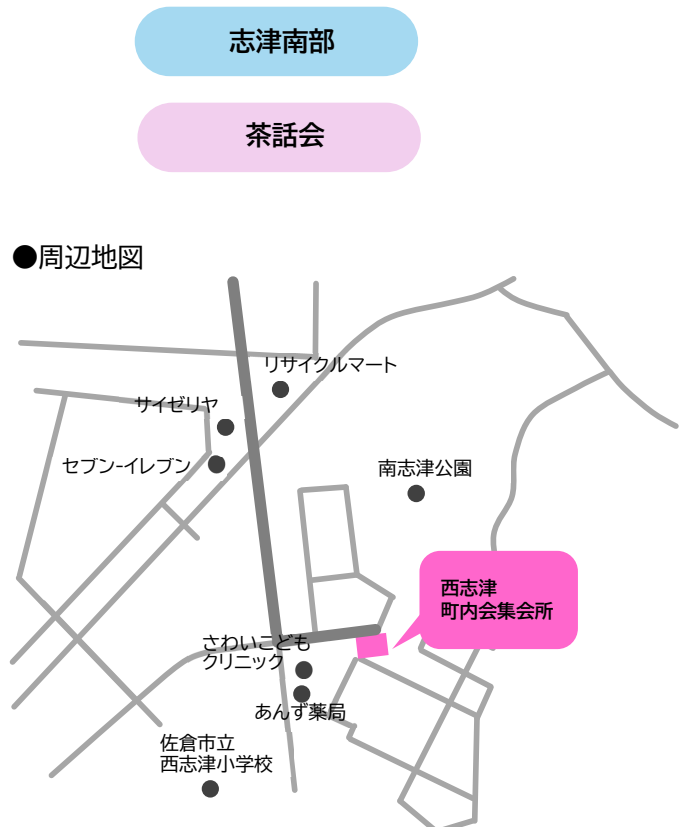 志津南部
茶話会
●周辺地図
リサイクルマート
サイゼリヤ
セブン-イレブン
南志津公園
西志津
町内会集会所
さわいこども
クリニック
あんず薬局
佐倉市立
西志津小学校